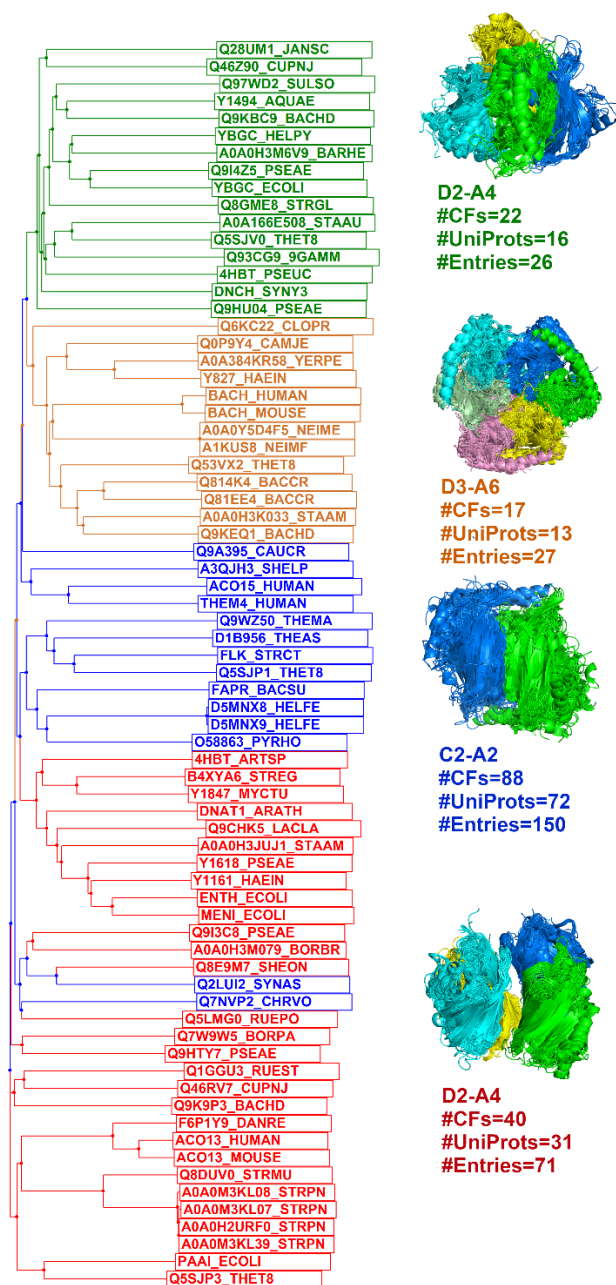 Q28UM1_JANSC
Q46Z90_CUPNJ
Q97WD2_SULSO
Y1494_AQUAE
Q9KBC9_BACHD
YBGC_HELPY
A0A0H3M6V9_BARHE
Q9I4Z5_PSEAE
YBGC_ECOLI
Q8GME8_STRGL
A0A166E508_STAAU
Q5SJV0_THET8
Q93CG9_9GAMM
4HBT_PSEUC
DNCH_SYNY3
Q9HU04_PSEAE
Q6KC22_CLOPR
Q0P9Y4_CAMJE
A0A384KR58_YERPE
Y827_HAEIN
BACH_HUMAN
BACH_MOUSE
A0A0Y5D4F5_NEIME
A1KUS8_NEIMF
Q53VX2_THET8
Q814K4_BACCR
Q81EE4_BACCR
A0A0H3K033_STAAM
Q9KEQ1_BACHD
Q9A395_CAUCR
A3QJH3_SHELP
ACO15_HUMAN
THEM4_HUMAN
Q9WZ50_THEMA
D1B956_THEAS
FLK_STRCT
Q5SJP1_THET8
FAPR_BACSU
D5MNX8_HELFE
D5MNX9_HELFE
O58863_PYRHO
4HBT_ARTSP
B4XYA6_STREG
Y1847_MYCTU
DNAT1_ARATH
Q9CHK5_LACLA
A0A0H3JUJ1_STAAM
Y1618_PSEAE
Y1161_HAEIN
ENTH_ECOLI
MENI_ECOLI
Q9I3C8_PSEAE
A0A0H3M079_BORBR
Q8E9M7_SHEON
Q2LUI2_SYNAS
Q7NVP2_CHRVO
Q5LMG0_RUEPO
Q7W9W5_BORPA
Q9HTY7_PSEAE
Q1GGU3_RUEST
Q46RV7_CUPNJ
Q9K9P3_BACHD
F6P1Y9_DANRE
ACO13_HUMAN
ACO13_MOUSE
Q8DUV0_STRMU
A0A0M3KL08_STRPN
A0A0M3KL07_STRPN
A0A0H2URF0_STRPN
A0A0M3KL39_STRPN
PAAI_ECOLI
Q5SJP3_THET8
D2-A4
#CFs=22
#UniProts=16
#Entries=26
D3-A6
#CFs=17
#UniProts=13
#Entries=27
C2-A2
#CFs=88
#UniProts=72
#Entries=150
D2-A4
#CFs=40
#UniProts=31
#Entries=71